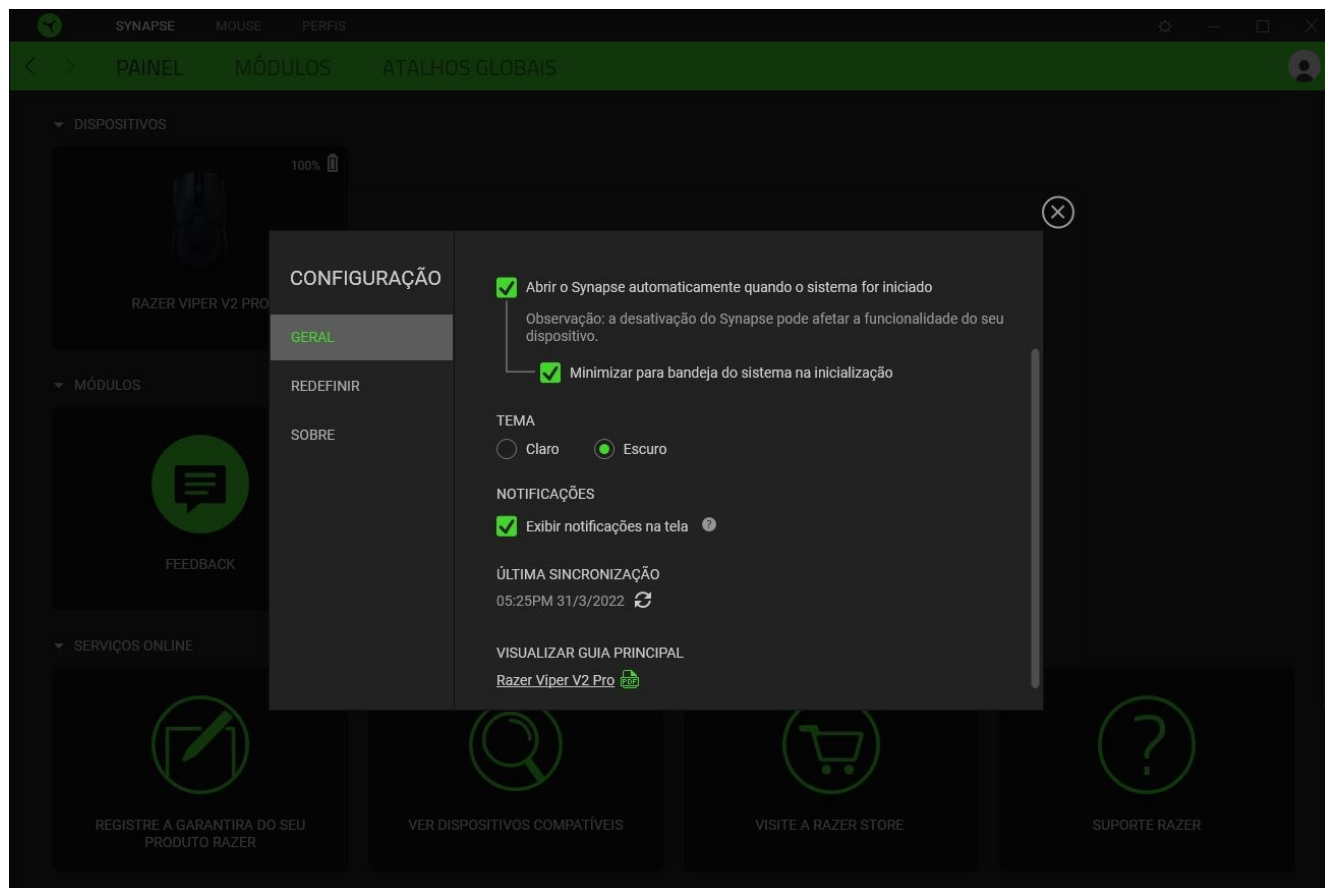 SYNAPSE
MOUSE
PERFIS
PAINEL
MÓDULOS
ATALHOS GLOBAIS
DISPOSITIVOS
100%
RAZER VIPER V2 PRO
MÓDULOS
FEEDBACK
SERVIÇOS ONLINE
REGISTRE A GARANTIRA DO SEU
PRODUTO RAZER
VER DISPOSITIVOS COMPATÍVEIS
VISITE A RAZER STORE
SUPORTE RAZER
CONFIGURAÇÃO
GERAL
REDEFINIR
SOBRE
Abrir o Synapse automaticamente quando o sistema for iniciado
Observação: a desativação do Synapse pode afetar a funcionalidade do seu
dispositivo.
Minimizar para bandeja do sistema na inicialização
TEMA
Claro
Escuro
NOTIFICAÇÕES
Exibir notificações na tela
?
ÚLTIMA SINCRONIZAÇÃO
05:25PM 31/3/2022
VISUALIZAR GUIA PRINCIPAL
Razer Viper V2 Pro
PDF